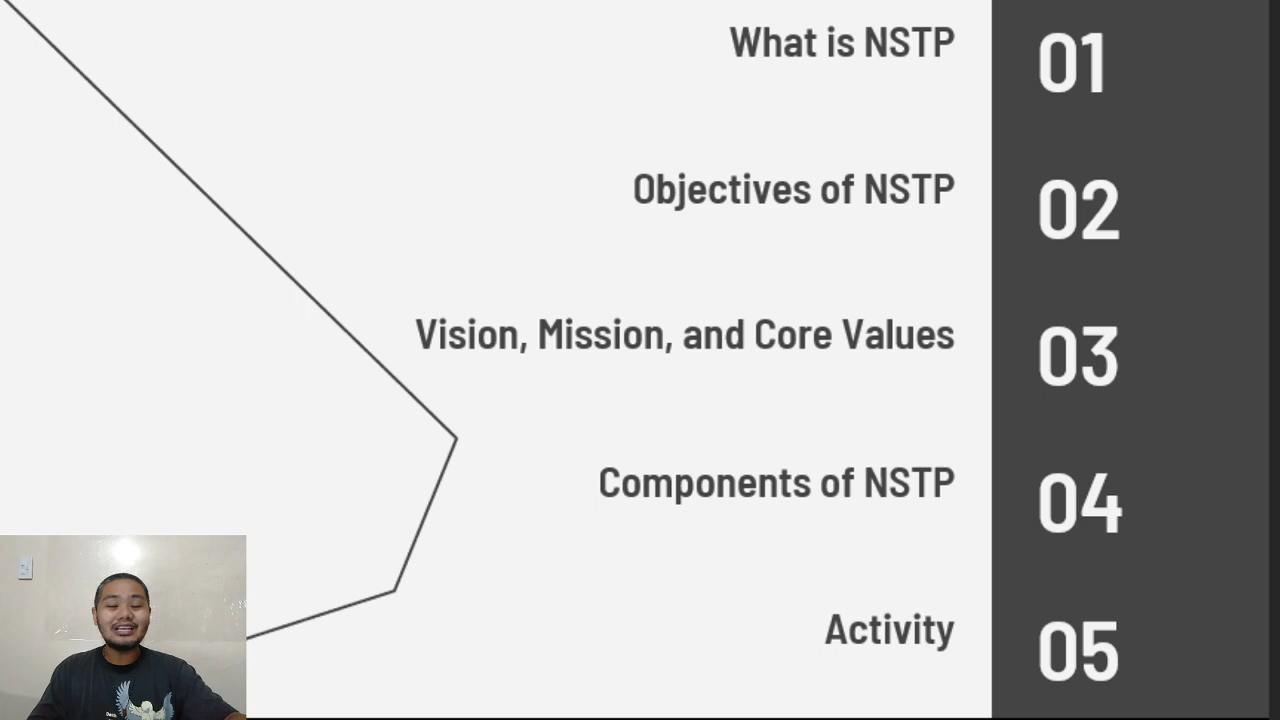 What is NSTP 01
Objectives of NSTP 02
Vision, Mission, and Core Values 03
Components of NSTP 04
Activity 05